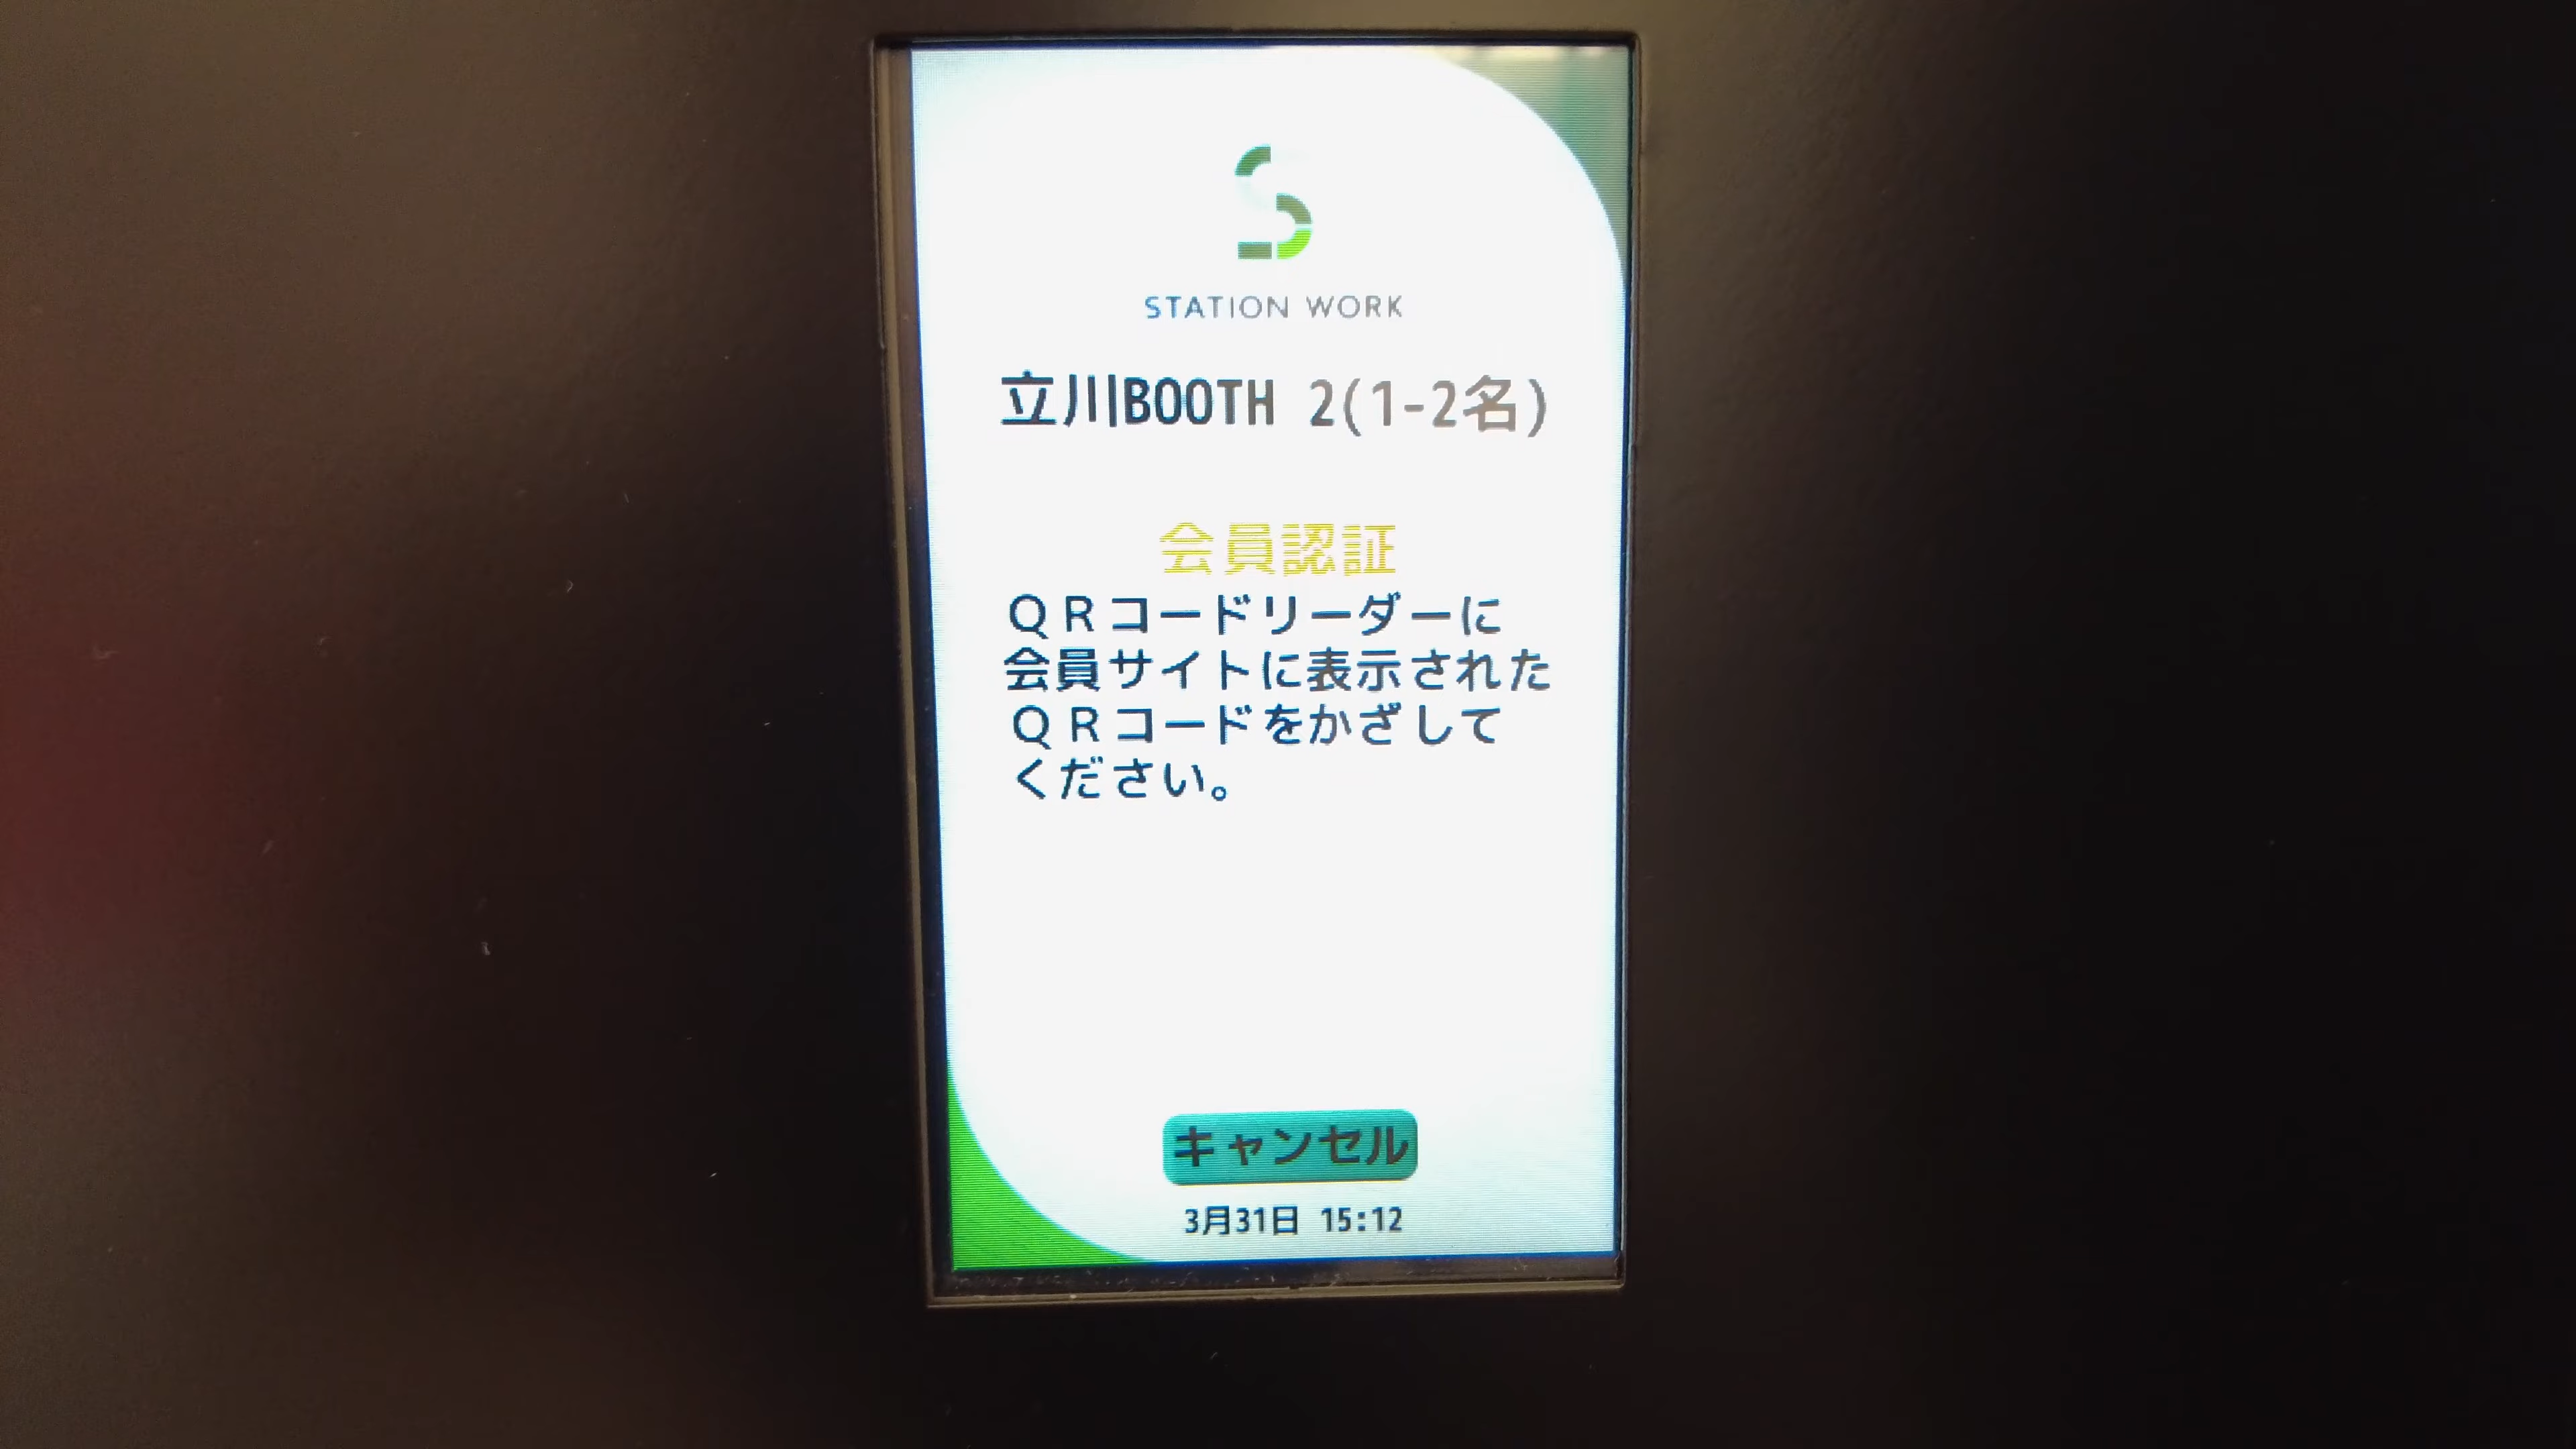 STATION WORK
立川BOOTH 2(1-2名)
会員認証
QRコードリーダーに
会員サイトに表示された
QRコードをかざして
ください。
キャンセル
3月31日 15:12